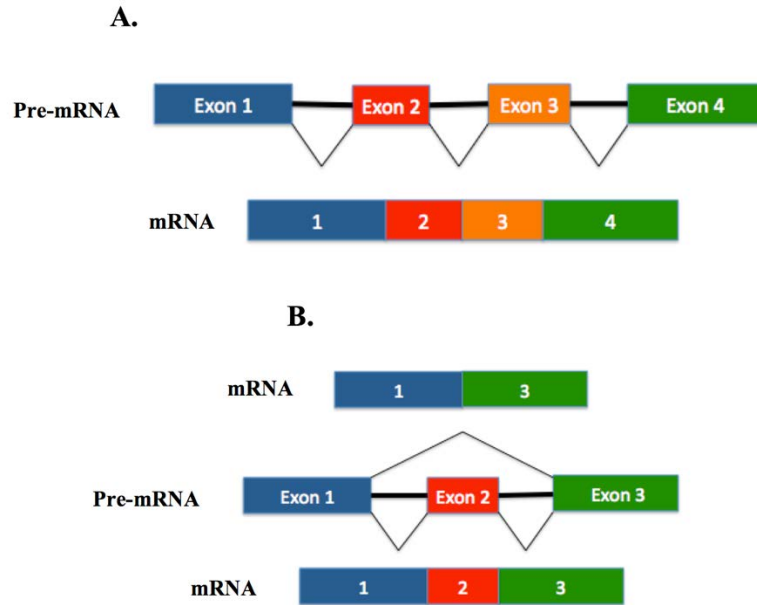 A.
Pre-mRNA Exon 1 Exon 2 Exon 3 Exon 4
mRNA 1 2 3 4
B.
mRNA 1 3
Pre-mRNA Exon 1 Exon 2 Exon 3
mRNA 1 2 3